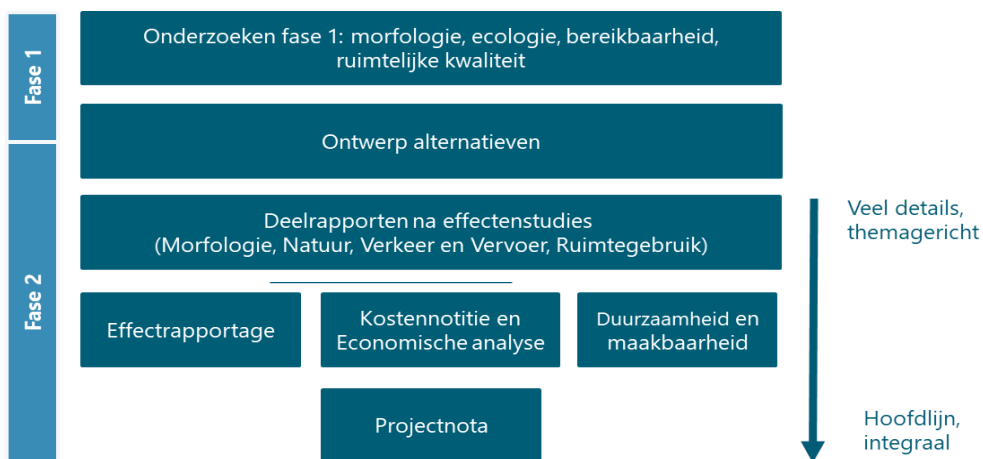 Fase 1
Onderzoeken fase 1: morfologie, ecologie, bereikbaarheid,
ruimtelijke kwaliteit
Ontwerp alternatieven
Fase 2
Deelrapporten na effectenstudies
(Morfologie, Natuur, Verkeer en Vervoer, Ruimtegebruik)
Veel details,
themagericht
Effectrapportage
Kostennotitie en
Economische analyse
Duurzaamheid en
maakbaarheid
Projectnota
Hoofdlijn,
integraal